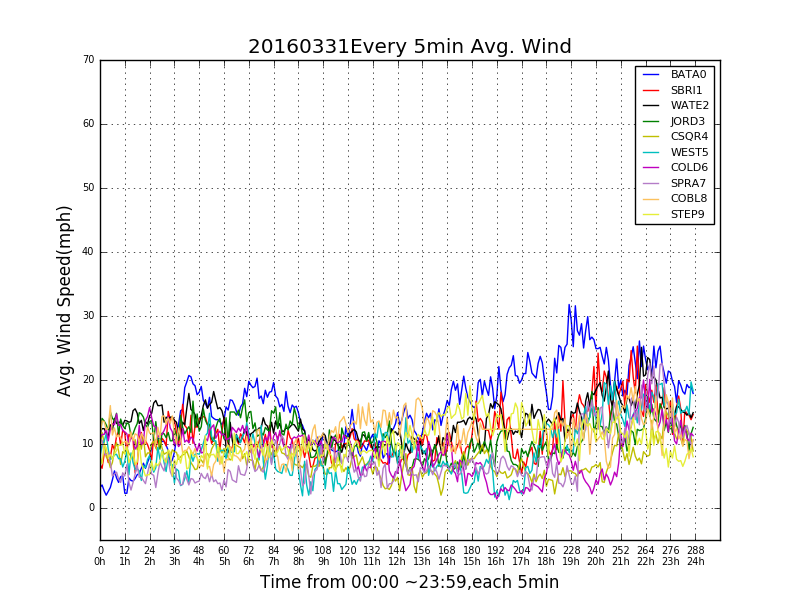 20160331Every 5min Avg. Wind
70
60
50
40
30
20
10
0
Avg. Wind Speed(mph)
BATA0
SBRI1
WATE2
JORD3
CSQR4
WEST5
COLD6
SPRA7
COBL8
STEP9
0 12 24 36 48 60 72 84 96 108 120 132 144 156 168 180 192 204 216 228 240 252 264 276 288
0h 1h 2h 3h 4h 5h 6h 7h 8h 9h 10h 11h 12h 13h 14h 15h 16h 17h 18h 19h 20h 21h 22h 23h 24h
Time from 00:00 ~23:59,each 5min